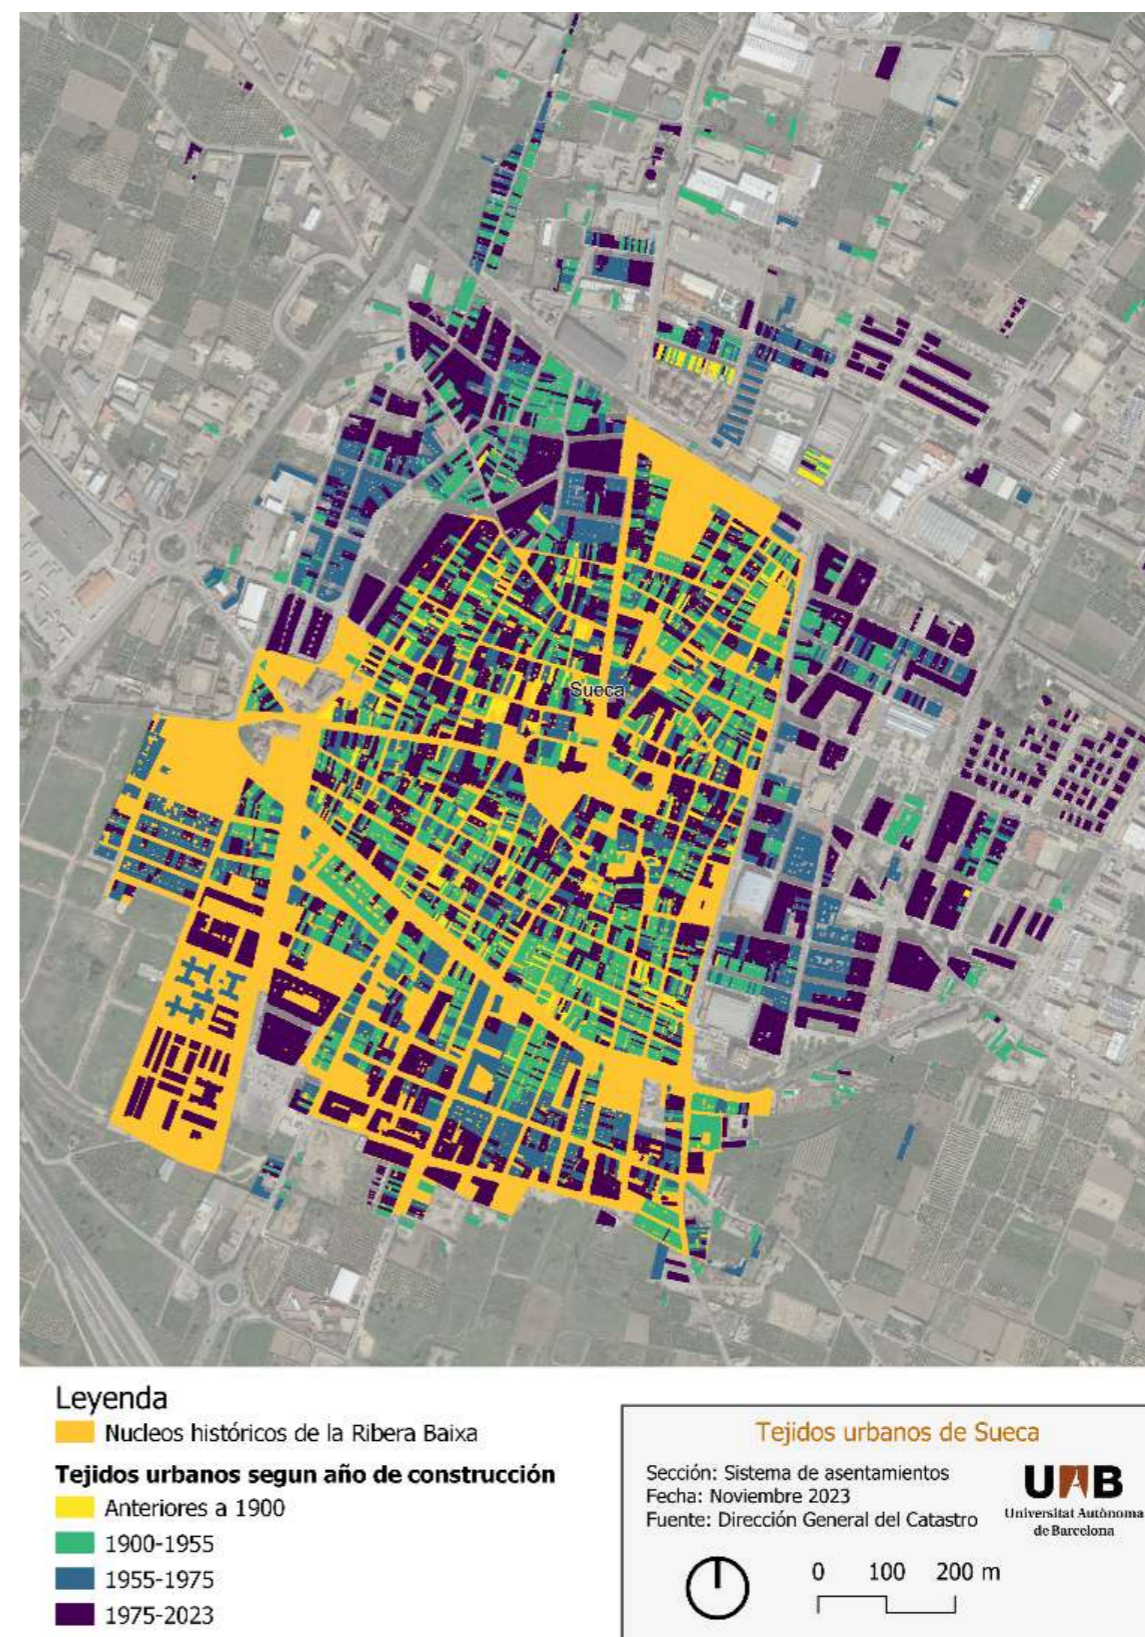 Sueca
Leyenda
Nucleos históricos de la Ribera Baixa
Tejidos urbanos segun año de construcción
Anteriores a 1900
1900-1955
1955-1975
1975-2023
Tejidos urbanos de Sueca
Sección: Sistema de asentamientos
Fecha: Noviembre 2023
Fuente: Dirección General del Catastro
UAB
Universitat Autònoma
de Barcelona
0 100 200 m